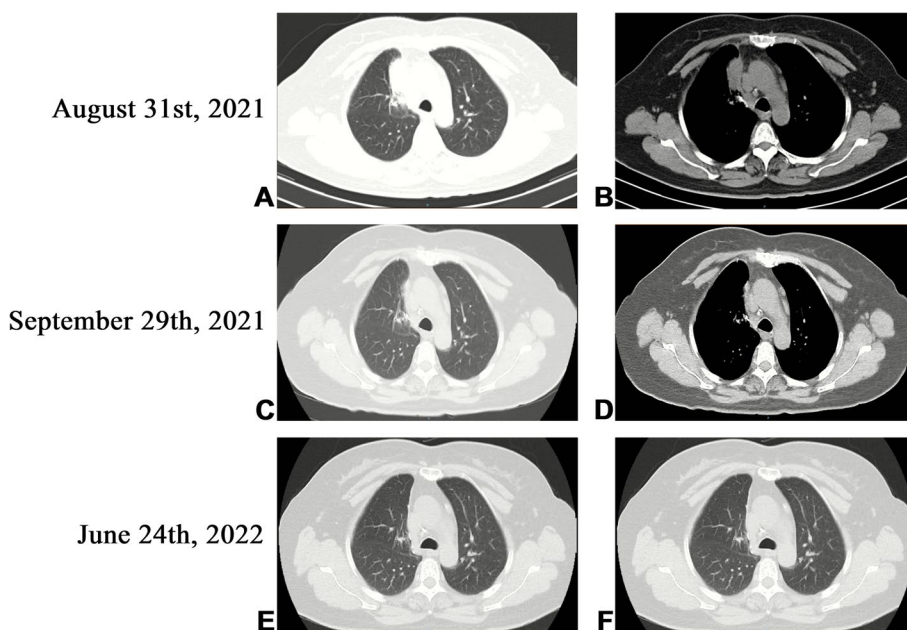 August 31st, 2021
A
B
September 29th, 2021
C
D
June 24th, 2022
E
F